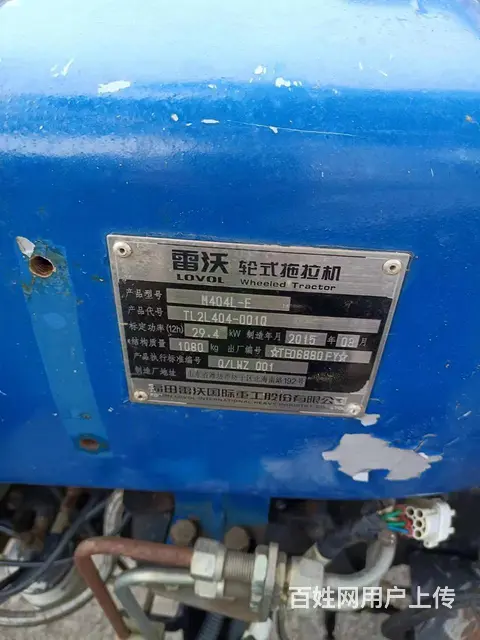 雷沃 轮式拖拉机
LOVOL Wheeled Tractor
产品型号 M404L-E
产品代号 TL2L404-0010
标定功率(12h) 29.4 kW 制造年月 2015 年 03 月
结构质量 1080 kg 出厂编号 ☆TED6880FY☆
产品执行标准编号 Q/LWZ 001
制造厂地址
福田雷沃国际重工股份有限公司
百姓网用户上传